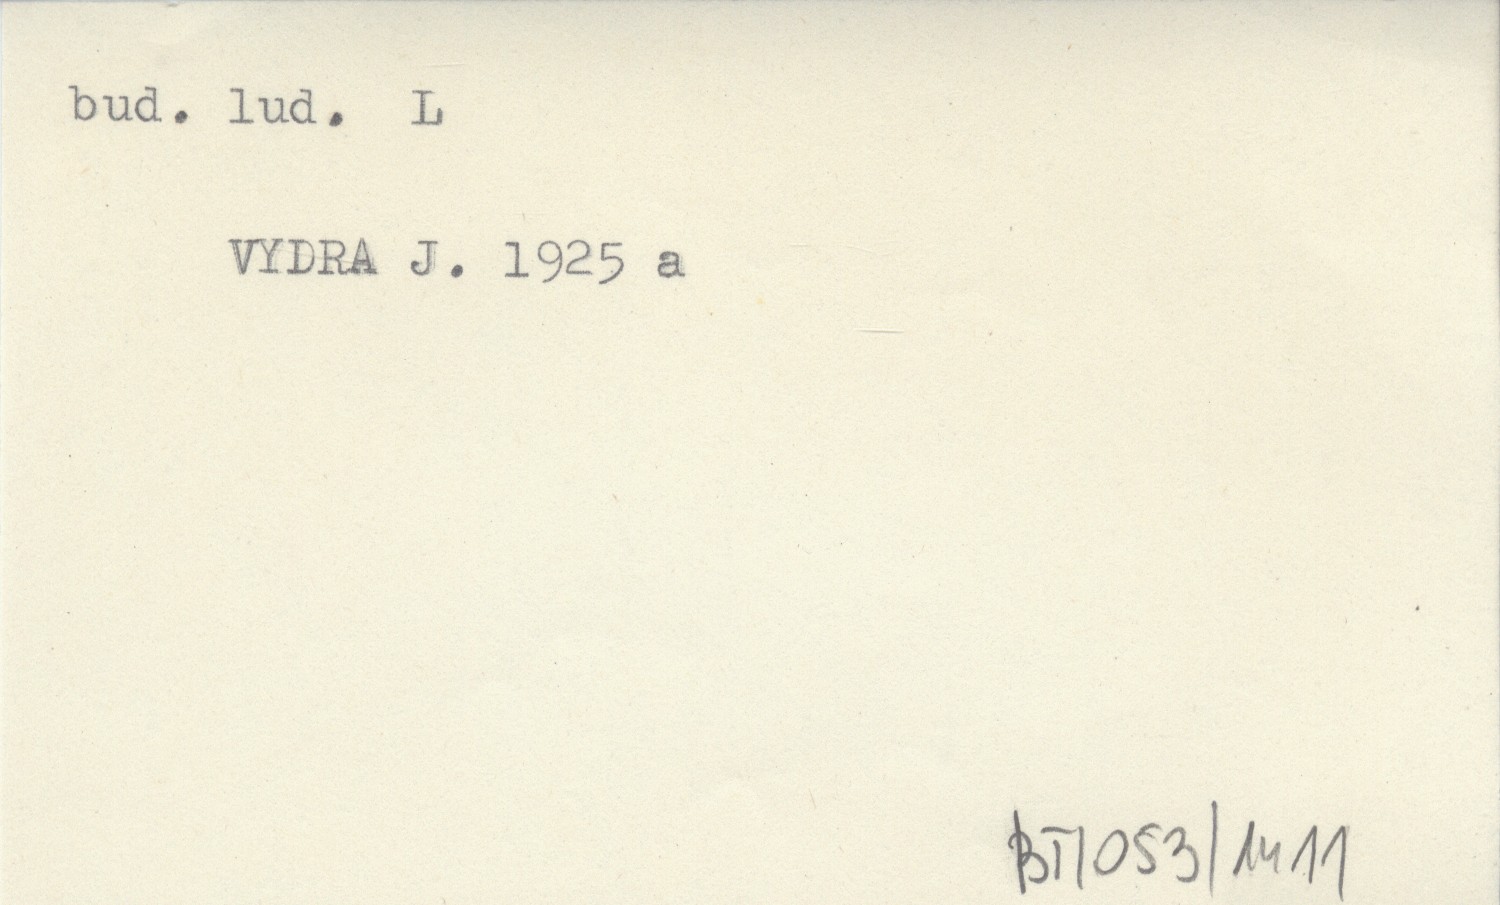 bud. lud. L
VYDRA J. 1925 a
BT/053/1411